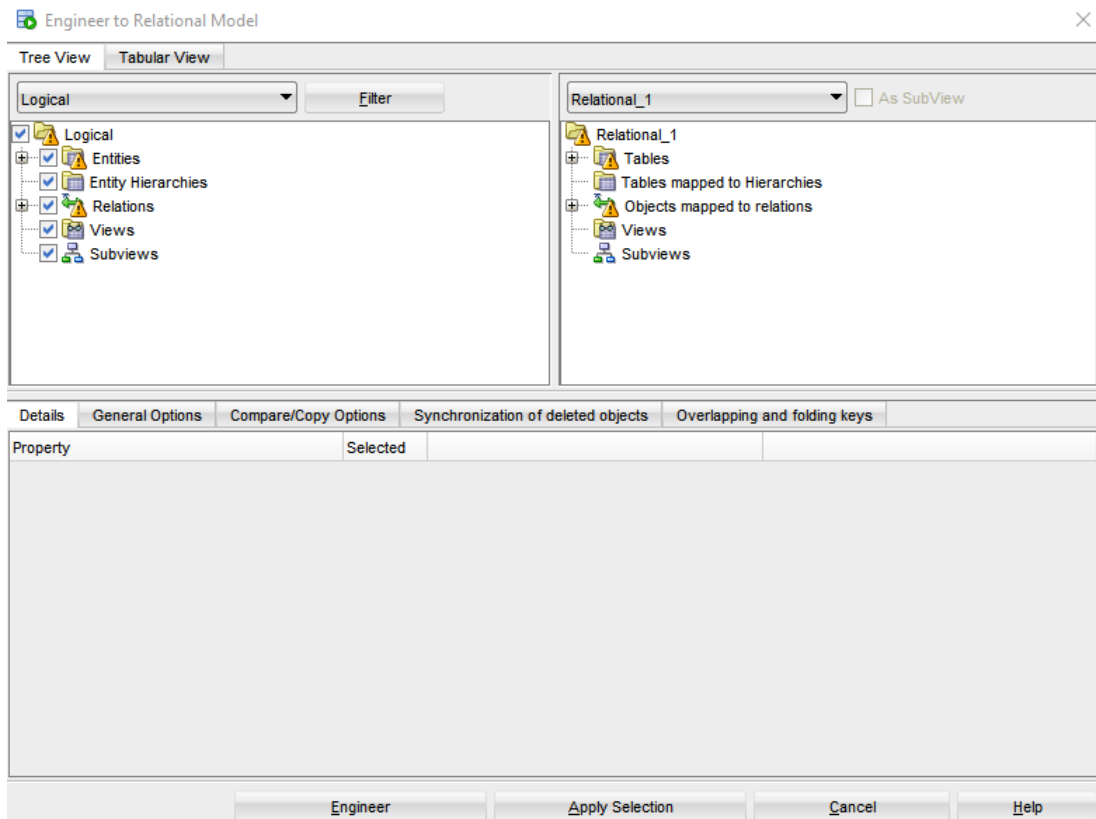 Engineer to Relational Model
Tree View Tabular View
Logical Filter Relational_1 As SubView
Logical
Entities
Entity Hierarchies
Relations
Views
Subviews
Relational_1
Tables
Tables mapped to Hierarchies
Objects mapped to relations
Views
Subviews
Details General Options Compare/Copy Options Synchronization of deleted objects Overlapping and folding keys
Property Selected
Engineer Apply Selection Cancel Help